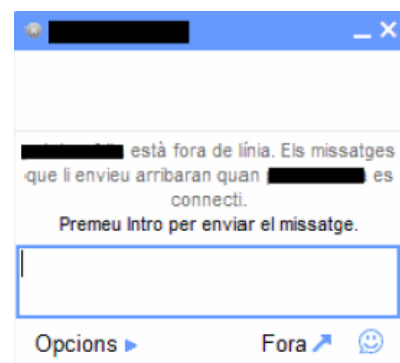 està fora de línia. Els missatges
que li envieu arribaran quan es
connecti.
Premeu Intro per enviar el missatge.
Opcions Fora